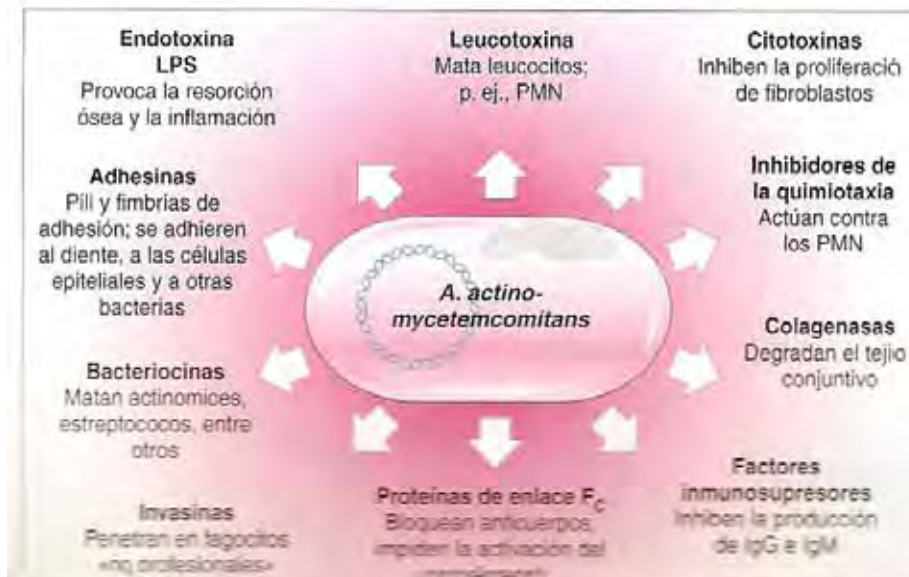 Endotoxina
LPS
Provoca la resorción
ósea y la inflamación
Leucotoxina
Mata leucocitos;
p. ej., PMN
Citotoxinas
Inhiben la proliferació
de fibroblastos
Adhesinas
Pili y fimbrias de
adhesión; se adhieren
al diente, a las células
epiteliales y a otras
bacterias
Inhibidores de
la quimiotaxia
Actúan contra
los PMN
A. actino-
mycetemcomitans
Colagenasas
Degradan el tejio
conjuntivo
Bacteriocinas
Matan actinomices,
estreptococos, entre
otros
Invasinas
Penetran en fagocitos
«no profesionales»
Proteínas de enlace Fc
Bloquean anticuerpos,
impiden la activación del
Factores
inmunosupresores
Inhiben la producción
de IgG e IgM